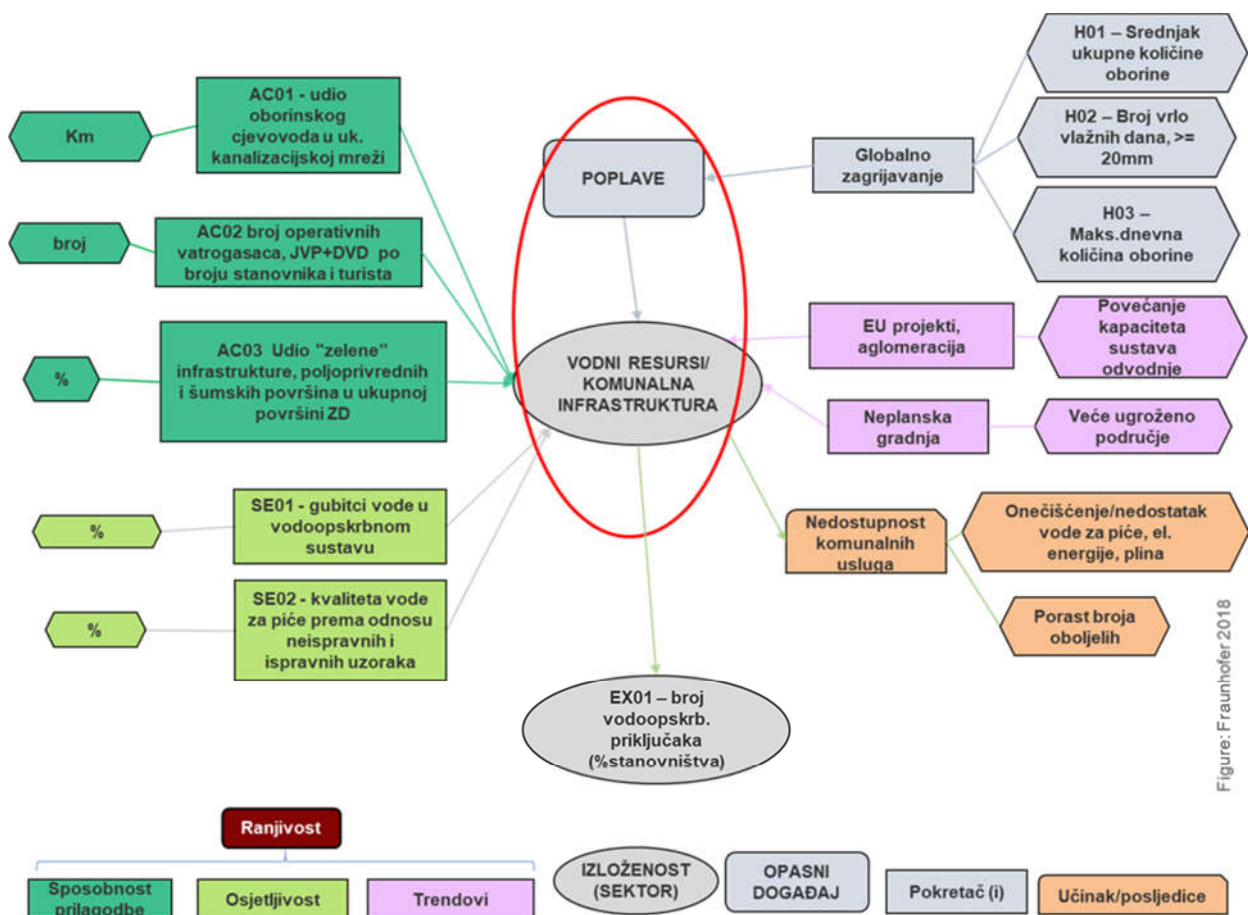 Km
AC01 - udio
oborinskog
cjevovoda u uk.
kanalizacijskoj mreži
broj
AC02 broj operativnih
vatrogasaca, JVP+DVD po
broju stanovnika i turista
%
AC03 Udio "zelene"
infrastrukture, poljoprivrednih
i šumskih površina u ukupnoj
površini ZD
%
SE01 - gubitci vode u
vodoopskrbnom
sustavu
%
SE02 - kvaliteta vode
za piće prema odnosu
neispravnih i
ispravnih uzoraka
POPLAVE
VODNI RESURSI/
KOMUNALNA
INFRASTRUKTURA
EX01 – broj
vodoopskrb.
priključaka
(%stanovništva)
Globalno
zagrijavanje
H01 – Srednjak
ukupne količine
oborine
H02 – Broj vrlo
vlažnih dana, >=
20mm
H03 –
Maks.dnevna
količina oborine
EU projekti,
aglomeracija
Povećanje
kapaciteta
sustava
odvodnje
Neplanska
gradnja
Veće ugroženo
područje
Nedostupnost
komunalnih
usluga
Onečišćenje/nedostatak
vode za piće, el.
energije, plina
Porast broja
oboljelih
Figure: Fraunhofer 2018
Ranjivost
Sposobnost
prilagodbe
Osjetljivost
Trendovi
IZLOŽENOST
(SEKTOR)
OPASNI
DOGAĐAJ
Pokretač (i)
Učinak/posljedice